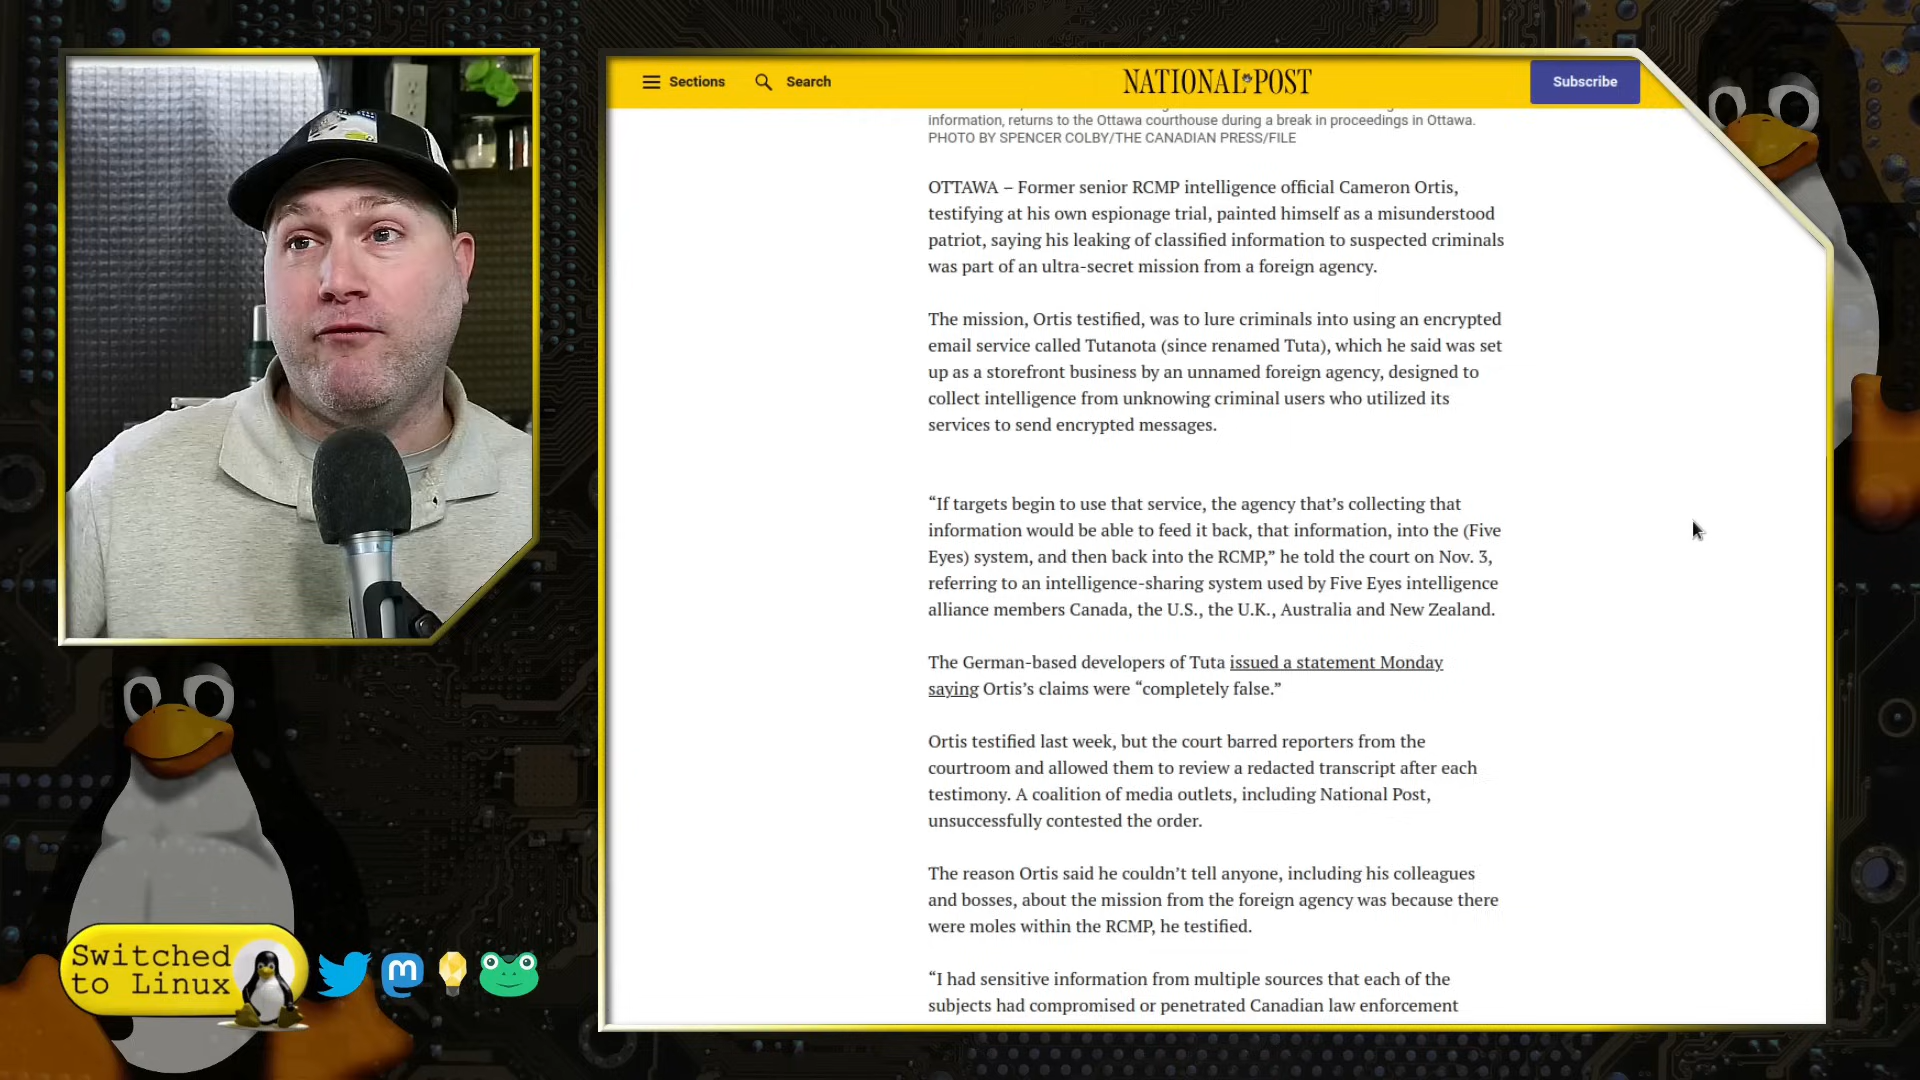 Sections
Search
NATIONAL POST
Subscribe
information, returns to the Ottawa courthouse during a break in proceedings in Ottawa.
PHOTO BY SPENCER COLBY/THE CANADIAN PRESS/FILE
OTTAWA – Former senior RCMP intelligence official Cameron Ortis,
testifying at his own espionage trial, painted himself as a misunderstood
patriot, saying his leaking of classified information to suspected criminals
was part of an ultra-secret mission from a foreign agency.
The mission, Ortis testified, was to lure criminals into using an encrypted
email service called Tutanota (since renamed Tuta), which he said was set
up as a storefront business by an unnamed foreign agency, designed to
collect intelligence from unknowing criminal users who utilized its
services to send encrypted messages.
“If targets begin to use that service, the agency that’s collecting that
information would be able to feed it back, that information, into the (Five
Eyes) system, and then back into the RCMP,” he told the court on Nov. 3,
referring to an intelligence-sharing system used by Five Eyes intelligence
alliance members Canada, the U.S., the U.K., Australia and New Zealand.
The German-based developers of Tuta issued a statement Monday
saying Ortis’s claims were “completely false.”
Ortis testified last week, but the court barred reporters from the
courtroom and allowed them to review a redacted transcript after each
testimony. A coalition of media outlets, including National Post,
unsuccessfully contested the order.
The reason Ortis said he couldn’t tell anyone, including his colleagues
and bosses, about the mission from the foreign agency was because there
were moles within the RCMP, he testified.
“I had sensitive information from multiple sources that each of the
subjects had compromised or penetrated Canadian law enforcement
Switched
to Linux